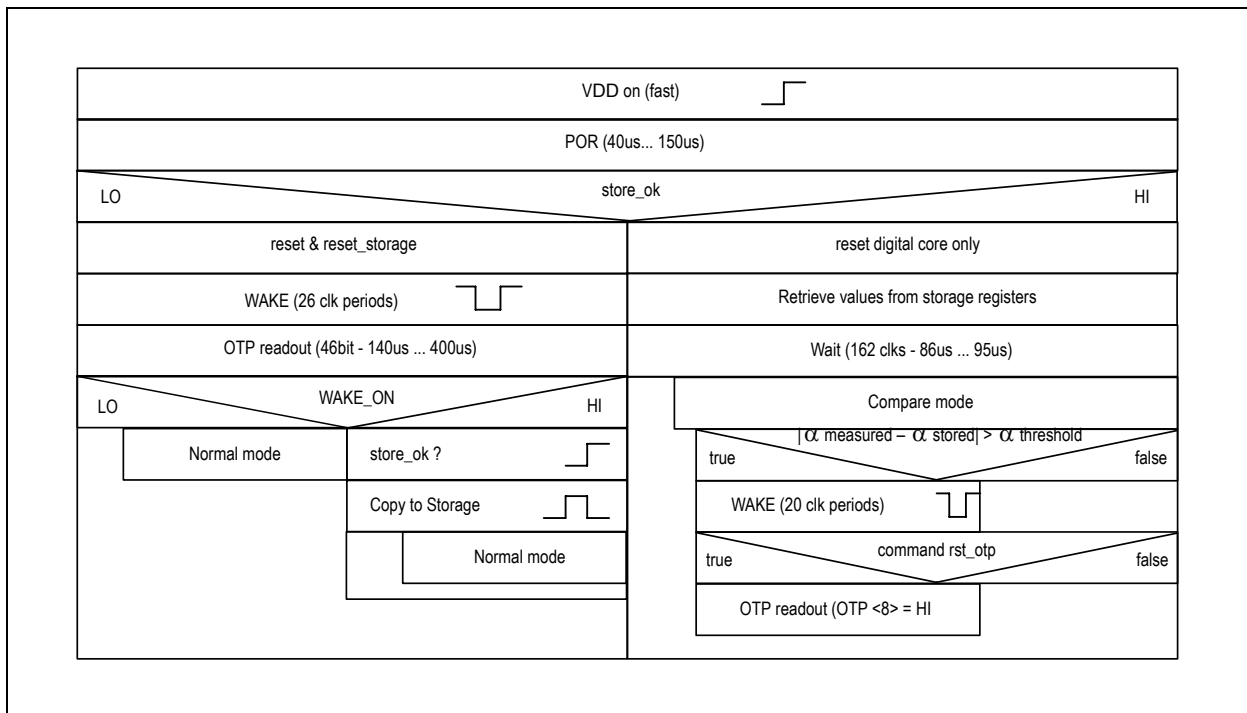 VDD on (fast)
POR (40us... 150us)
LO
store_ok
HI
reset & reset_storage
reset digital core only
WAKE (26 clk periods)
Retrieve values from storage registers
OTP readout (46bit - 140us ... 400us)
Wait (162 clks - 86us ... 95us)
LO
WAKE_ON
HI
Compare mode
Normal mode
store_ok ?
|α measured – α stored| > α threshold
true
false
Copy to Storage
WAKE (20 clk periods)
Normal mode
true
command rst_otp
false
OTP readout (OTP <8> = HI